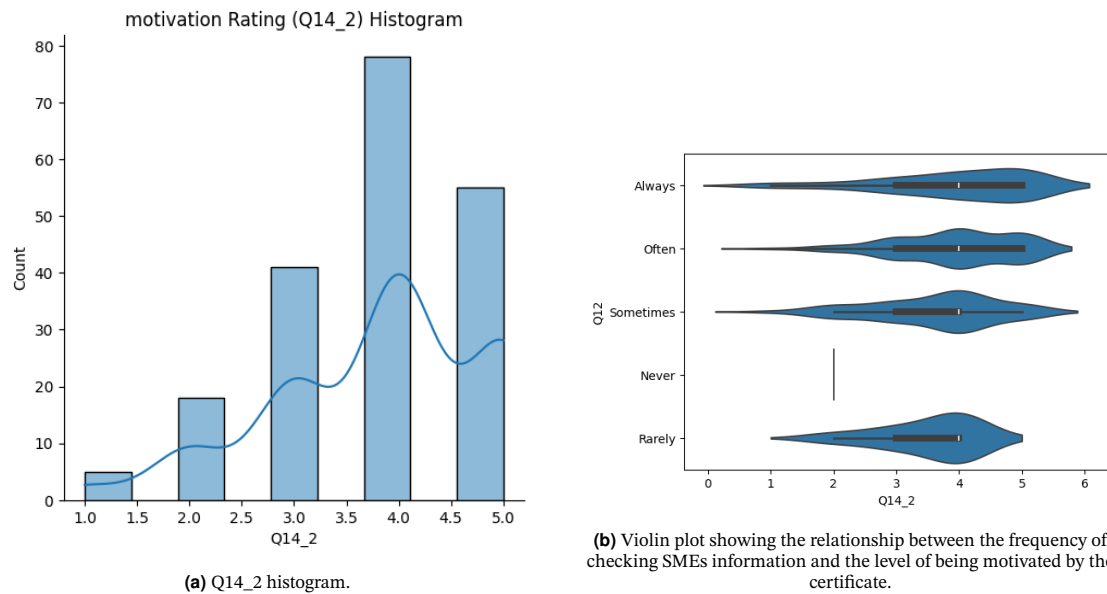 motivation Rating (Q14_2) Histogram
80
70
60
50
40
30
20
10
0
Count
1.0 1.5 2.0 2.5 3.0 3.5 4.0 4.5 5.0
Q14_2
(a) Q14_2 histogram.
Always
Often
Sometimes
Never
Rarely
Q12
0 1 2 3 4 5 6
Q14_2
(b) Violin plot showing the relationship between the frequency of
checking SMEs information and the level of being motivated by the
certificate.